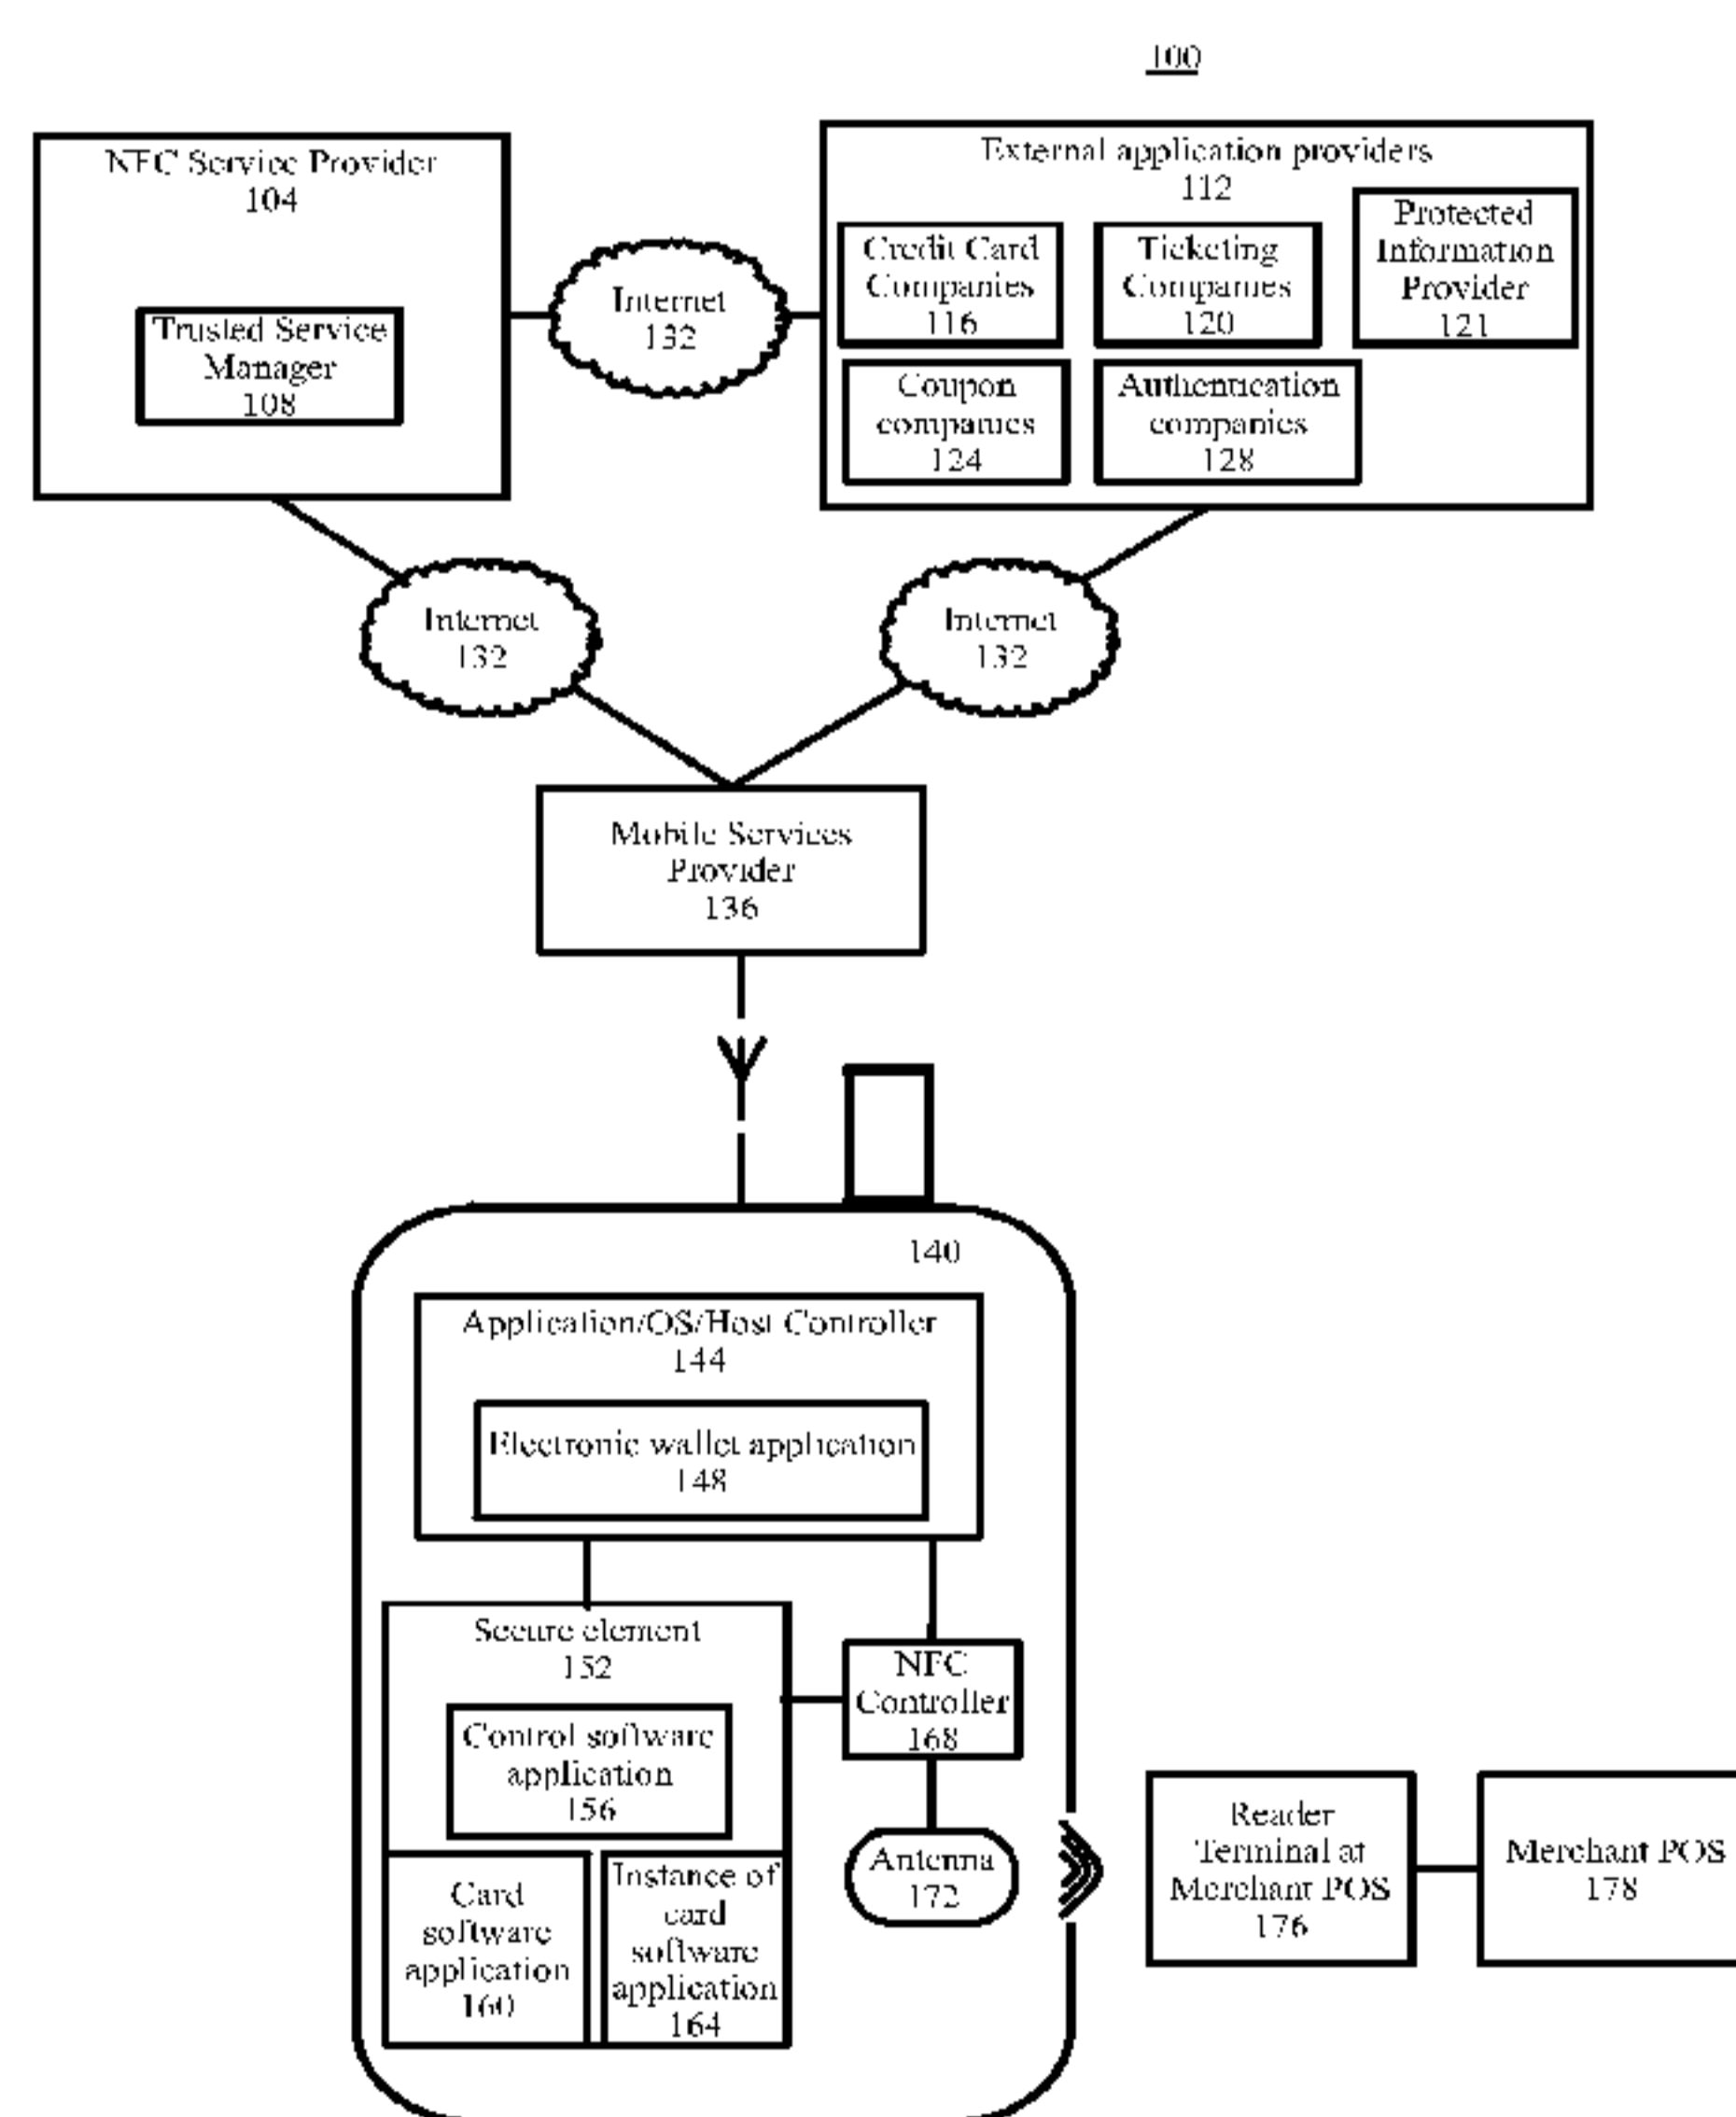 100
NFC Service Provider
104
Trusted Service
Manager
108
Internet
132
External application providers
112
Credit Card
Companies
116
Ticketing
Companies
120
Protected
Information
Provider
121
Coupon
companies
124
Authentication
companies
128
Internet
132
Internet
132
Mobile Services
Provider
136
140
Application/OS/Host Controller
144
Electronic wallet application
148
Secure element
152
Control software
application
156
Card
software
application
160
Instance of
card
software
application
164
NFC
Controller
168
Antenna
172
Reader
Terminal at
Merchant POS
176
Merchant POS
178